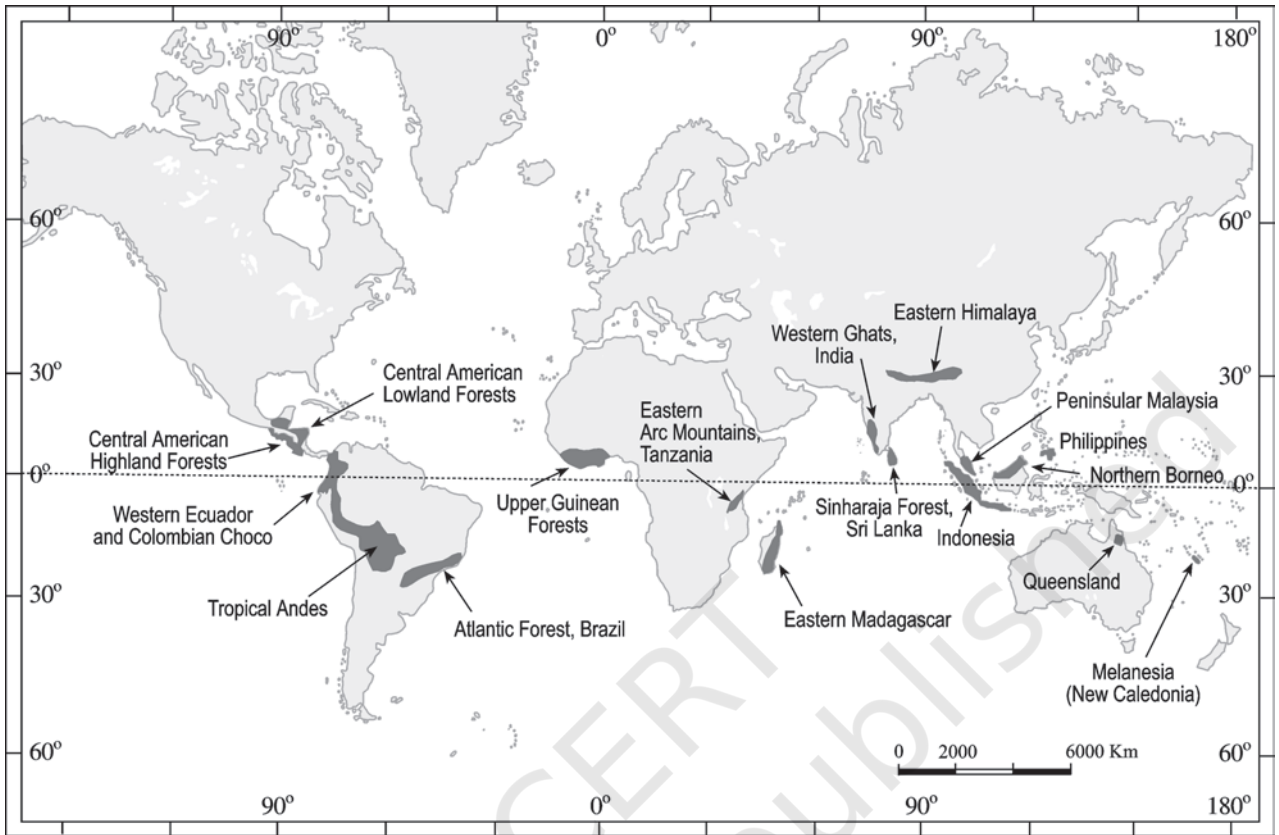 90º 0º 90º 180º
60º 60º
Eastern Himalaya
Western Ghats,
India
30º 30º
Central American
Lowland Forests
Peninsular Malaysia
Eastern
Arc Mountains,
Tanzania
Central American
Highland Forests
Philippines
Northern Borneo
0º 0º
Western Ecuador
and Colombian Choco
Upper Guinean
Forests
Sinharaja Forest,
Sri Lanka
Indonesia
Queensland
30º 30º
Tropical Andes
Atlantic Forest, Brazil
Eastern Madagascar
Melanesia
(New Caledonia)
0 2000 6000 Km
60º 60º
90º 0º 90º 180º
CERT
published